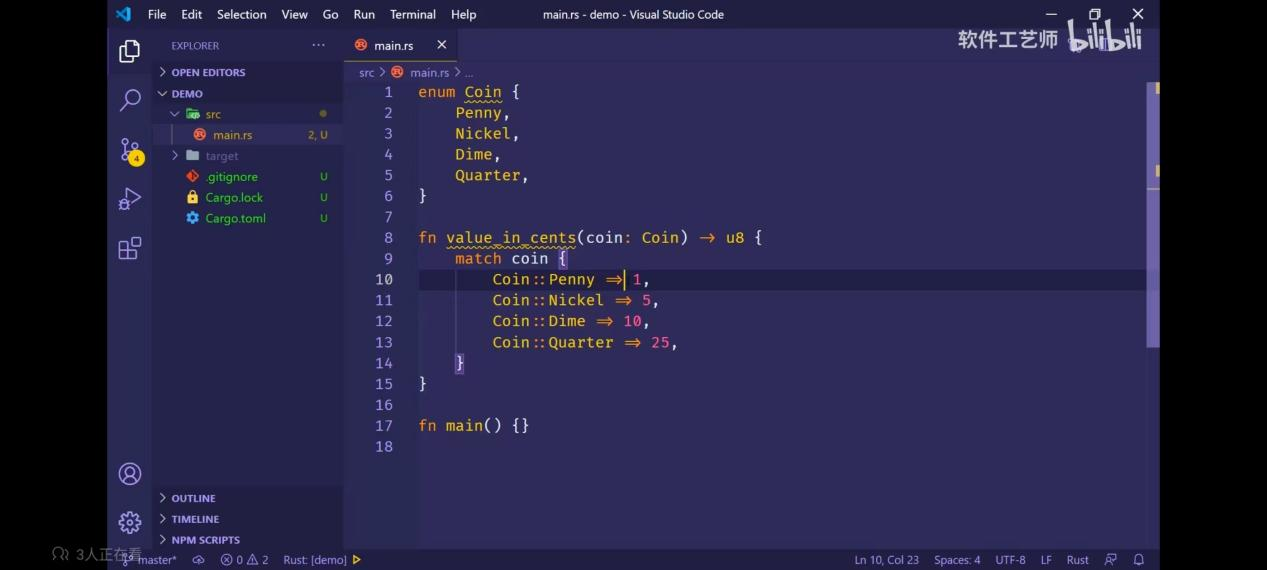 File Edit Selection View Go Run Terminal Help
main.rs - demo - Visual Studio Code
软件工艺师 bilibili
EXPLORER ...
OPEN EDITORS
DEMO
src
main.rs 2, U
target
.gitignore U
Cargo.lock U
Cargo.toml U
OUTLINE
TIMELINE
NPM SCRIPTS
4
main.rs
src > main.rs > ...
1 enum Coin {
2 Penny,
3 Nickel,
4 Dime,
5 Quarter,
6 }
7
8 fn value_in_cents(coin: Coin) -> u8 {
9 match coin {
10 Coin::Penny => 1,
11 Coin::Nickel => 5,
12 Coin::Dime => 10,
13 Coin::Quarter => 25,
14 }
15 }
16
17 fn main() {}
18
3人正在看
master* 0 2 Rust: [demo]
Ln 10, Col 23 Spaces: 4 UTF-8 LF Rust